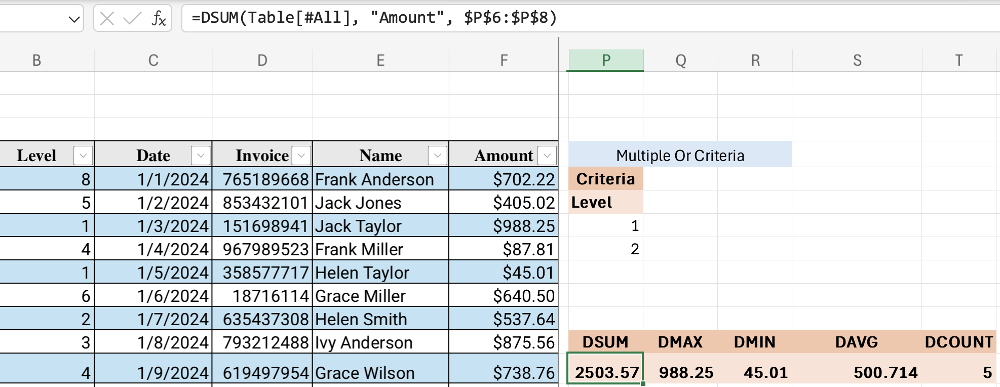 fx =DSUM(Table[#All], "Amount", $P$6:$P$8)
B C D E F P Q R S T
Level Date Invoice Name Amount Multiple Or Criteria
8 1/1/2024 765189668 Frank Anderson $702.22 Criteria
5 1/2/2024 853432101 Jack Jones $405.02 Level
1 1/3/2024 151698941 Jack Taylor $988.25 1
4 1/4/2024 967989523 Frank Miller $87.81 2
1 1/5/2024 358577717 Helen Taylor $45.01
6 1/6/2024 18716114 Grace Miller $640.50
2 1/7/2024 635437308 Helen Smith $537.64
3 1/8/2024 793212488 Ivy Anderson $875.56 DSUM DMAX DMIN DAVG DCOUNT
4 1/9/2024 619497954 Grace Wilson $738.76 2503.57 988.25 45.01 500.714 5